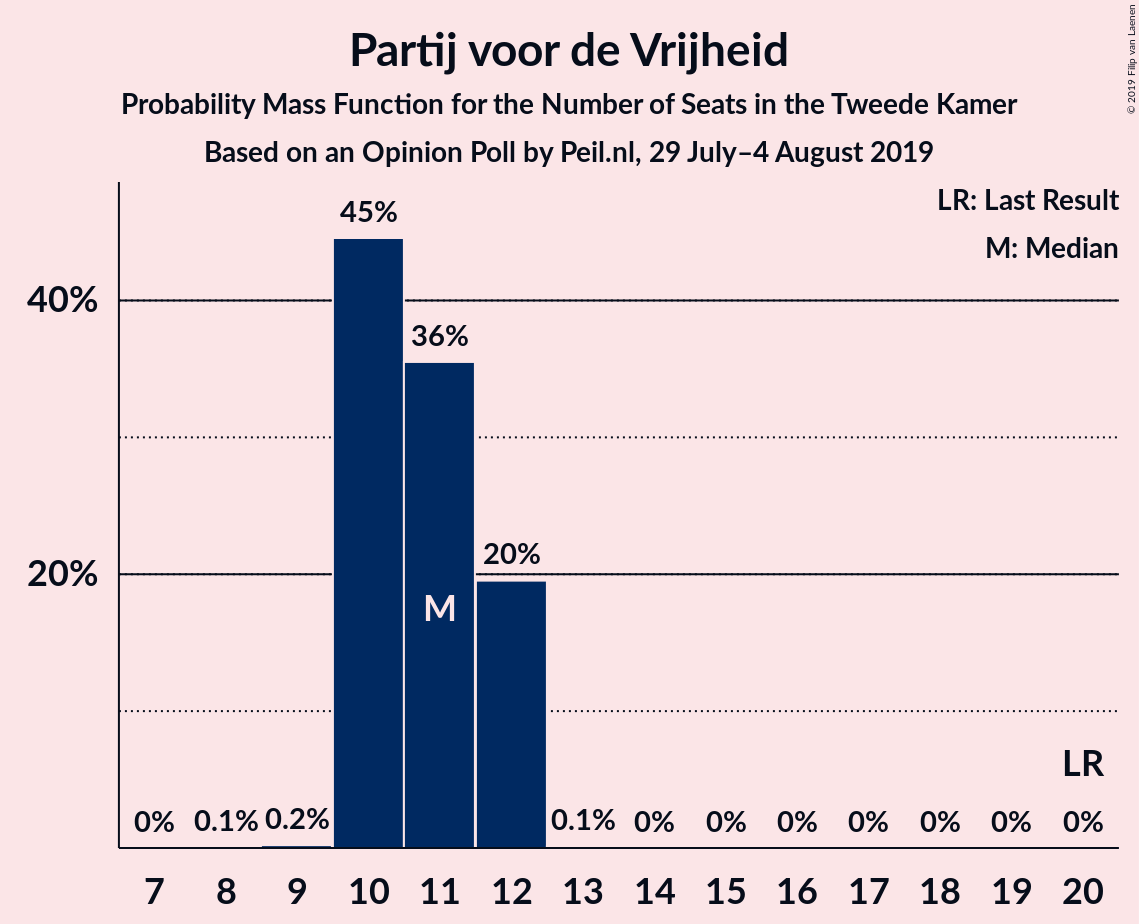 Partij voor de Vrijheid
Probability Mass Function for the Number of Seats in the Tweede Kamer
Based on an Opinion Poll by Peil.nl, 29 July–4 August 2019
© 2019 Filip van Laenen
LR: Last Result
M: Median
45%
40%
36%
20%
20%
M
LR
0% 0.1% 0.2% 0.1% 0% 0% 0% 0% 0% 0% 0%
7 8 9 10 11 12 13 14 15 16 17 18 19 20